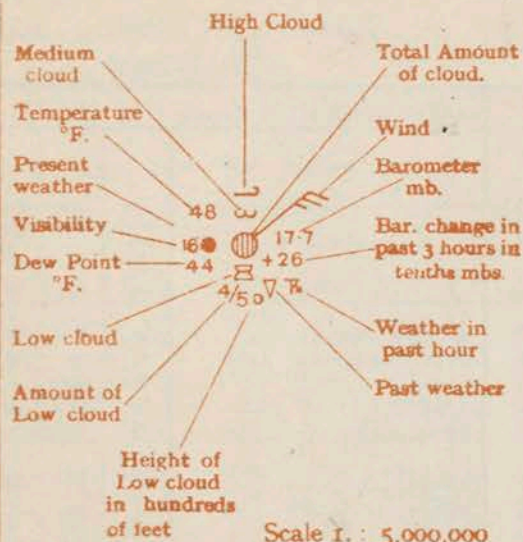 High Cloud
Medium
cloud
Total Amount
of cloud.
Temperature
°F.
Wind
Present
weather
Barometer
mb.
48
Visibility
16
17·7
Bar. change in
past 3 hours in
tenths mbs.
Dew Point
°F.
44
+26
4/50
Low cloud
Weather in
past hour
Amount of
Low cloud
Past weather
Height of
Low cloud
in hundreds
of feet
Scale 1. : 5,000,000